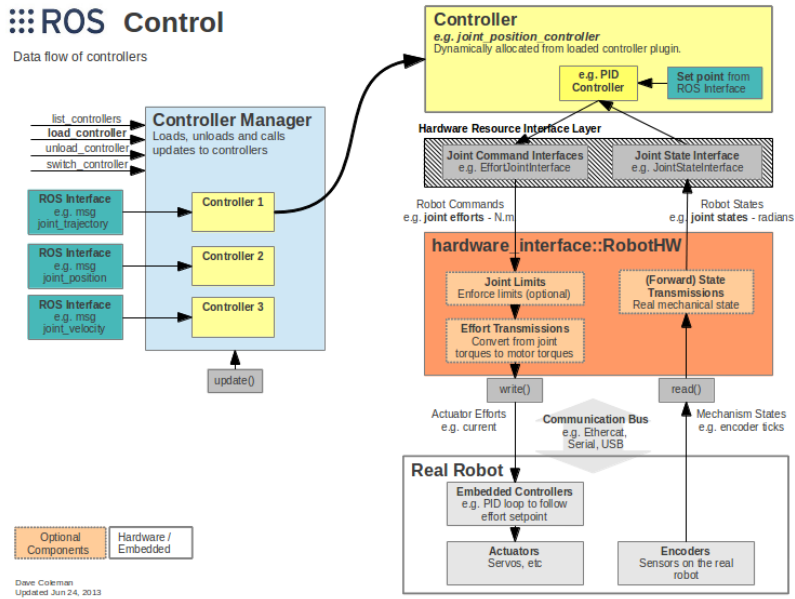 ROS Control
Data flow of controllers
list_controllers
load_controller
unload_controller
switch_controller
Controller Manager
Loads, unloads and calls
updates to controllers
ROS Interface
e.g. msg
joint_trajectory
Controller 1
ROS Interface
e.g. msg
joint_position
Controller 2
ROS Interface
e.g. msg
joint_velocity
Controller 3
update()
Controller
e.g. joint_position_controller
Dynamically allocated from loaded controller plugin.
e.g. PID
Controller
Set point from
ROS Interface
Hardware Resource Interface Layer
Joint Command Interfaces
e.g. EffortJointInterface
Joint State Interface
e.g. JointStateInterface
Robot Commands
e.g. joint efforts - N.m
Robot States
e.g. joint states - radians
hardware_interface::RobotHW
Joint Limits
Enforce limits (optional)
(Forward) State
Transmissions
Real mechanical state
Effort Transmissions
Convert from joint
torques to motor torques
write()
read()
Actuator Efforts
e.g. current
Communication Bus
e.g. Ethercat,
Serial, USB
Mechanism States
e.g. encoder ticks
Real Robot
Embedded Controllers
e.g. PID loop to follow
effort setpoint
Actuators
Servos, etc
Encoders
Sensors on the real
robot
Optional
Components
Hardware /
Embedded
Dave Coleman
Updated Jun 24, 2013